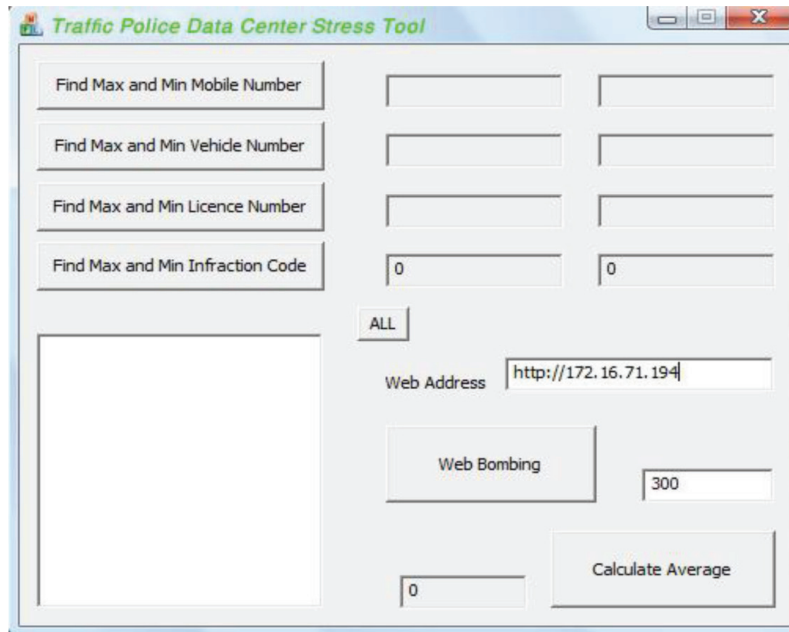 Traffic Police Data Center Stress Tool
Find Max and Min Mobile Number
Find Max and Min Vehicle Number
Find Max and Min Licence Number
Find Max and Min Infraction Code
0
0
ALL
Web Address
http://172.16.71.194
Web Bombing
300
0
Calculate Average